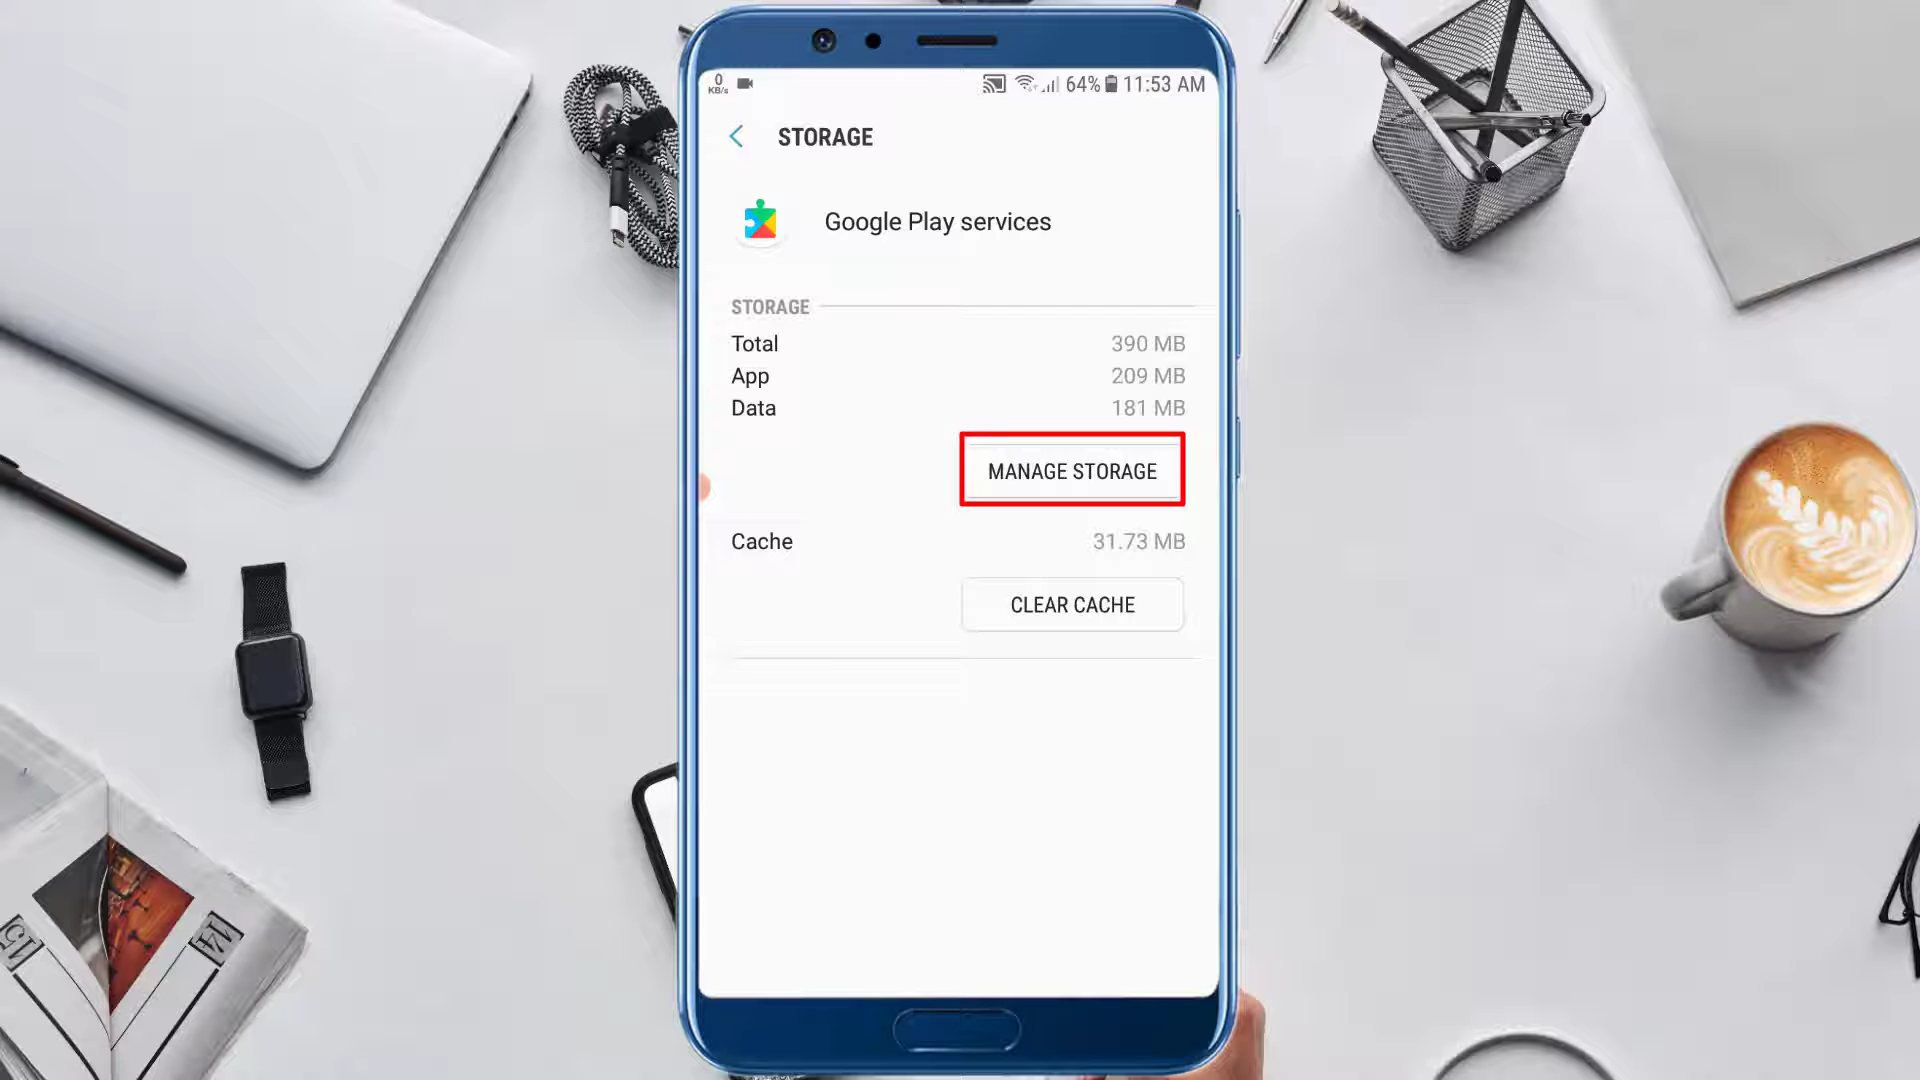 0
KB/s
64% 11:53 AM
STORAGE
Google Play services
STORAGE
Total 390 MB
App 209 MB
Data 181 MB
MANAGE STORAGE
Cache 31.73 MB
CLEAR CACHE